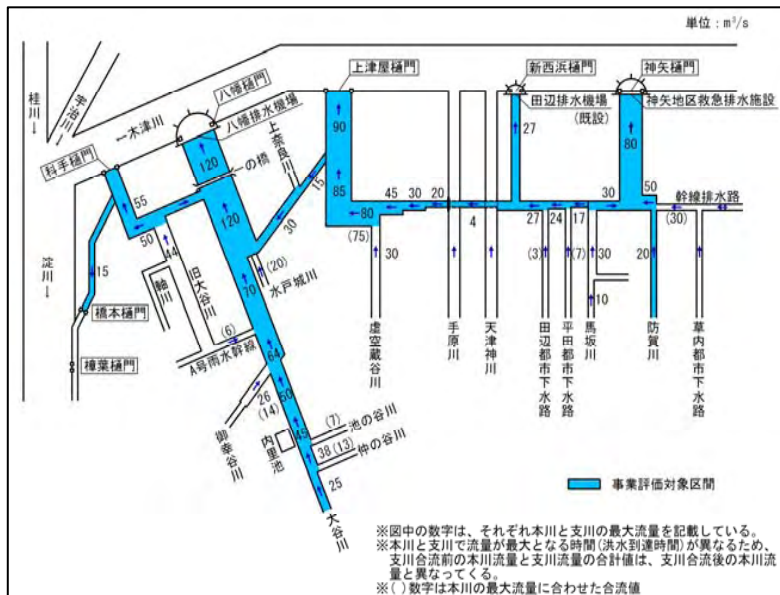 単位:m³/s
上津屋樋門
新西浜樋門
神矢樋門
八幡樋門
八幡排水機場
田辺排水機場
(既設)
神矢地区救急排水施設
桂川→
宇治川→
←木津川
上奈良川
一の橋
科手樋門
90
27
80
120
55
15
85
45
30
20
30
50
幹線排水路
80
4
27
24
17
(30)
50
44
120
30
(75)
30
(3)
(7)
30
20
淀川→
15
軸川
旧大谷川
(20)
水戸城川
70
10
橋本樋門
(6)
A号雨水幹線
64
虚空蔵谷川
手原川
天津神川
田辺都市下水路
平田都市下水路
馬坂川
防賀川
草内都市下水路
樟葉樋門
26
(14)
50
御幸谷川
内里池
45
(7)
池の谷川
38
(13)
仲の谷川
25
大谷川
事業評価対象区間
※図中の数字は、それぞれ本川と支川の最大流量を記載している。
※本川と支川で流量が最大となる時間(洪水到達時間)が異なるため、
支川合流前の本川流量と支川流量の合計値は、支川合流後の本川流
量と異なってくる。
※( )数字は本川の最大流量に合わせた合流値